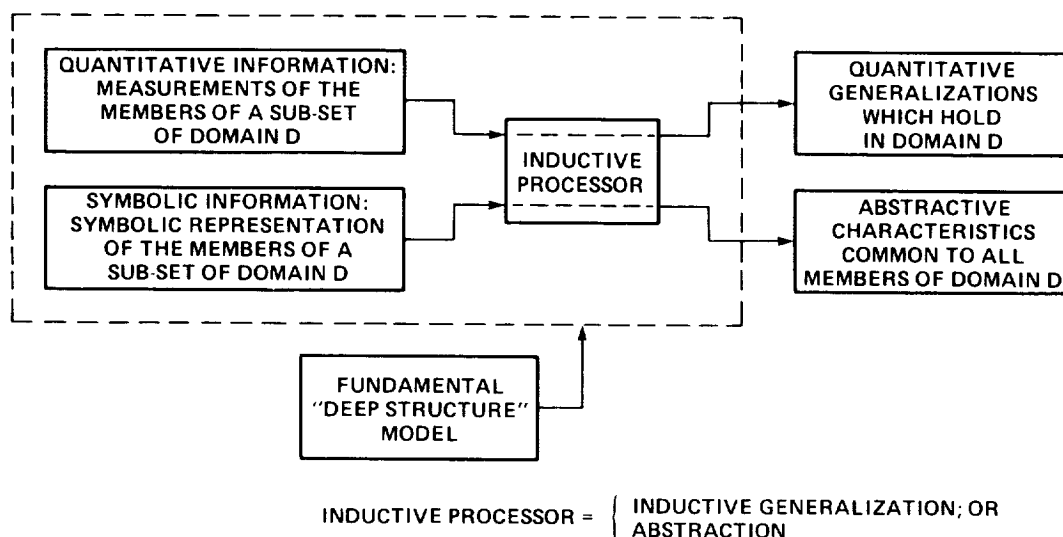 QUANTITATIVE INFORMATION:
MEASUREMENTS OF THE
MEMBERS OF A SUB-SET
OF DOMAIN D
SYMBOLIC INFORMATION:
SYMBOLIC REPRESENTATION
OF THE MEMBERS OF A
SUB-SET OF DOMAIN D
INDUCTIVE
PROCESSOR
QUANTITATIVE
GENERALIZATIONS
WHICH HOLD
IN DOMAIN D
ABSTRACTIVE
CHARACTERISTICS
COMMON TO ALL
MEMBERS OF DOMAIN D
FUNDAMENTAL
"DEEP STRUCTURE"
MODEL
INDUCTIVE PROCESSOR = { INDUCTIVE GENERALIZATION; OR
ABSTRACTION